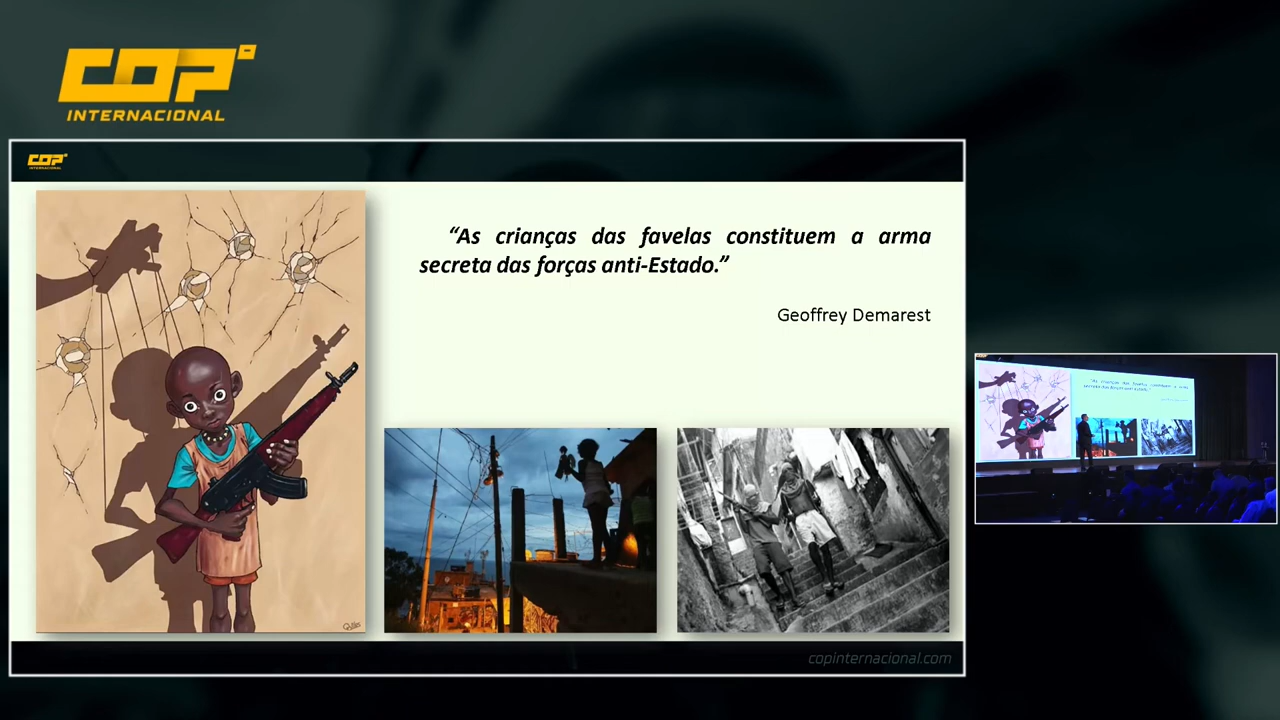 COP°
INTERNACIONAL
COP°
INTERNACIONAL
“As crianças das favelas constituem a arma
secreta das forças anti-Estado.”
Geoffrey Demarest
copinternacional.com